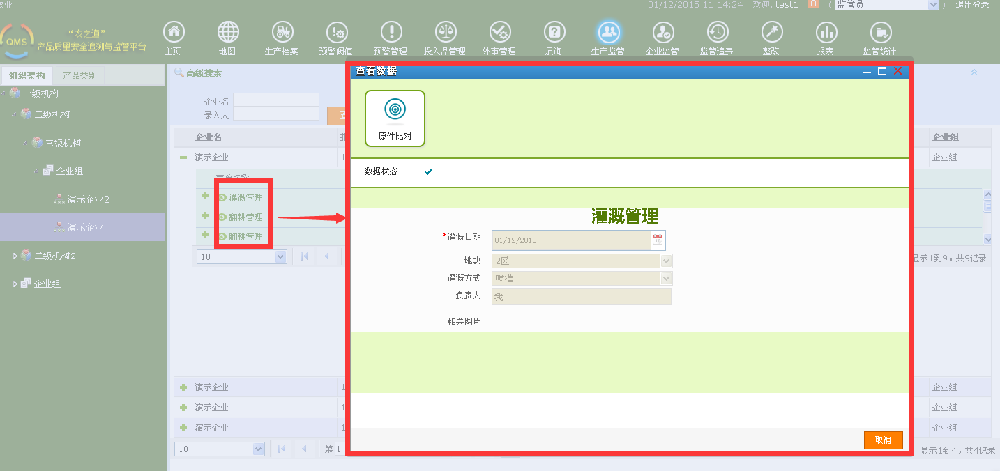 农业
01/12/2015 11:14:24 欢迎, test1 0 ( 监管员 ) 退出登录
QMS
“农之道”
产品质量安全追溯与监管平台
主页 地图 生产档案 预警阀值 预警管理 投入品管理 外审管理 质询 生产监管 企业监管 监管追责 整改 报表 监管统计
组织架构 产品类别
一级机构
二级机构
三级机构
企业组
演示企业2
演示企业
二级机构2
企业组
高级搜索
企业名
录入人
企业名
企业组
演示企业 1
企业组
表单名称
灌溉管理
翻耕管理
翻耕管理
10
显示1到9，共9记录
演示企业 1
企业组
演示企业 1
企业组
演示企业 1
企业组
10
第 1
显示1到4，共4记录
查看数据
原件比对
数据状态:
灌溉管理
*灌溉日期 01/12/2015
地块 2区
灌溉方式 喷灌
负责人 我
相关图片
取消